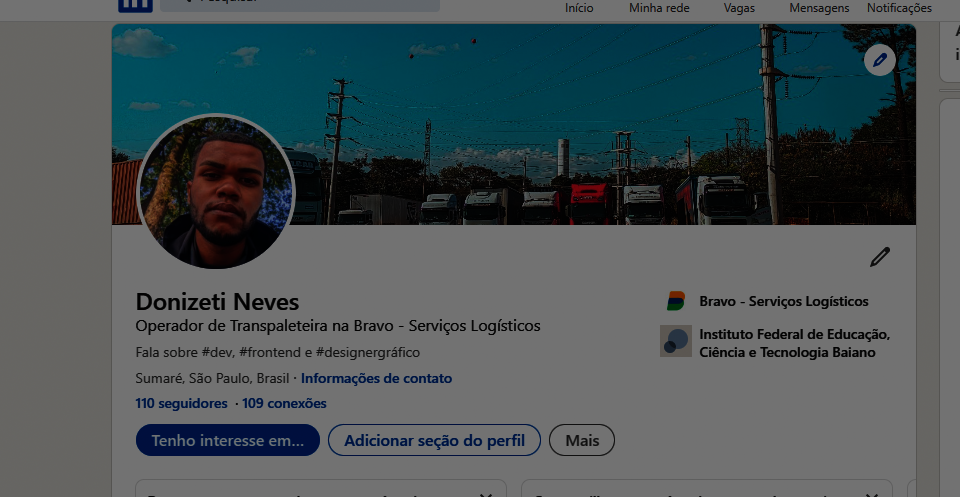 in
Início
Minha rede
Vagas
Mensagens
Notificações
Donizeti Neves
Operador de Transpaleteira na Bravo - Serviços Logísticos
Fala sobre #dev, #frontend e #designergráfico
Sumaré, São Paulo, Brasil · Informações de contato
110 seguidores · 109 conexões
Bravo - Serviços Logísticos
Instituto Federal de Educação,
Ciência e Tecnologia Baiano
Tenho interesse em...
Adicionar seção do perfil
Mais